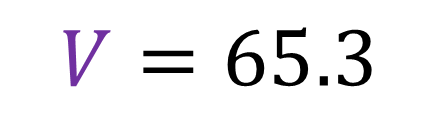 V = 65.3